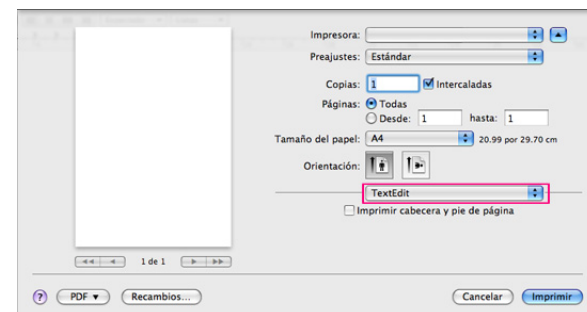 Impresora:
Preajustes: Estándar
Copias: 1 Intercaladas
Páginas: Todas
Desde: 1 hasta: 1
Tamaño del papel: A4 20.99 por 29.70 cm
Orientación:
TextEdit
Imprimir cabecera y pie de página
1 de 1
? PDF Recambios... Cancelar Imprimir